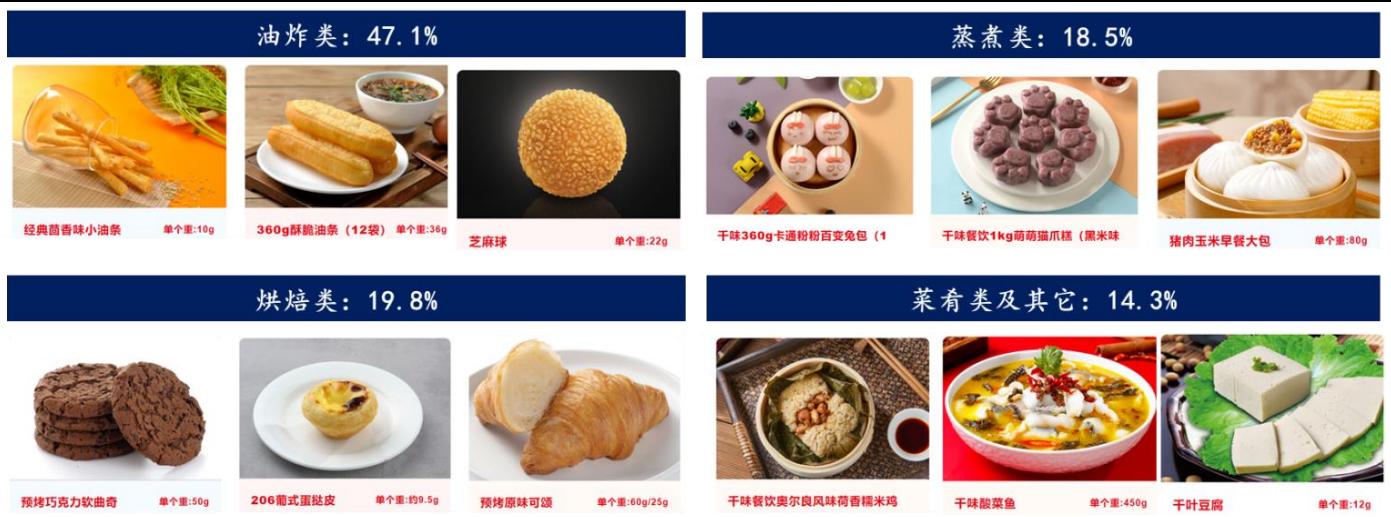 油炸类：47.1%
经典茴香味小油条 单个重:10g
360g酥脆油条（12袋） 单个重:36g
芝麻球 单个重:22g
蒸煮类：18.5%
千味360g卡通粉粉百变兔包（1
千味餐饮1kg萌萌猫爪糕（黑米味
猪肉玉米早餐大包 单个重:80g
烘焙类：19.8%
预烤巧克力软曲奇 单个重:50g
206葡式蛋挞皮 单个重:约9.5g
预烤原味可颂 单个重:60g/25g
菜肴类及其它：14.3%
千味餐饮奥尔良风味荷香糯米鸡
千味酸菜鱼 单个重:450g
千叶豆腐 单个重:12g